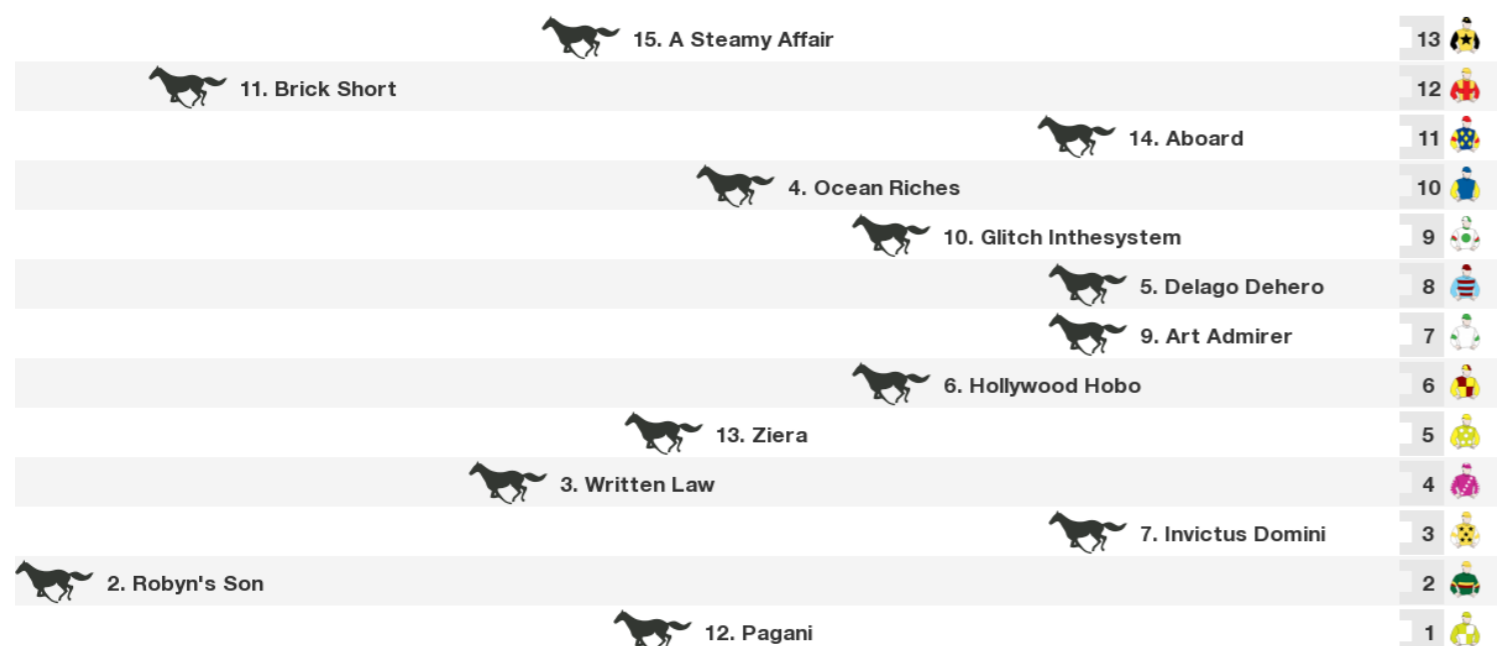 15. A Steamy Affair 13
11. Brick Short 12
14. Aboard 11
4. Ocean Riches 10
10. Glitch Inthesystem 9
5. Delago Dehero 8
9. Art Admirer 7
6. Hollywood Hobo 6
13. Ziera 5
3. Written Law 4
7. Invictus Domini 3
2. Robyn's Son 2
12. Pagani 1